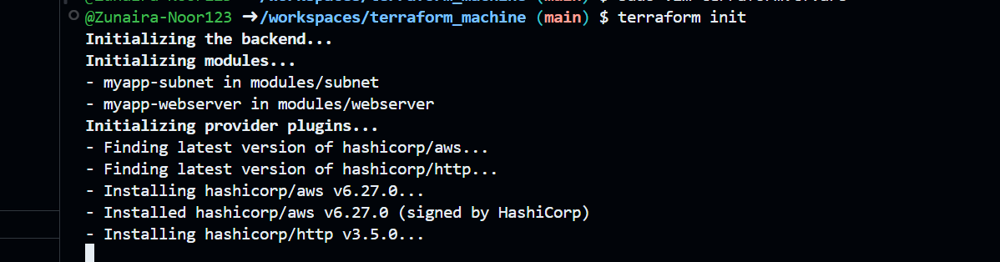 @Zunaira-Noor123 ➜/workspaces/terraform_machine (main) $ terraform init
Initializing the backend...
Initializing modules...
- myapp-subnet in modules/subnet
- myapp-webserver in modules/webserver
Initializing provider plugins...
- Finding latest version of hashicorp/aws...
- Finding latest version of hashicorp/http...
- Installing hashicorp/aws v6.27.0...
- Installed hashicorp/aws v6.27.0 (signed by HashiCorp)
- Installing hashicorp/http v3.5.0...